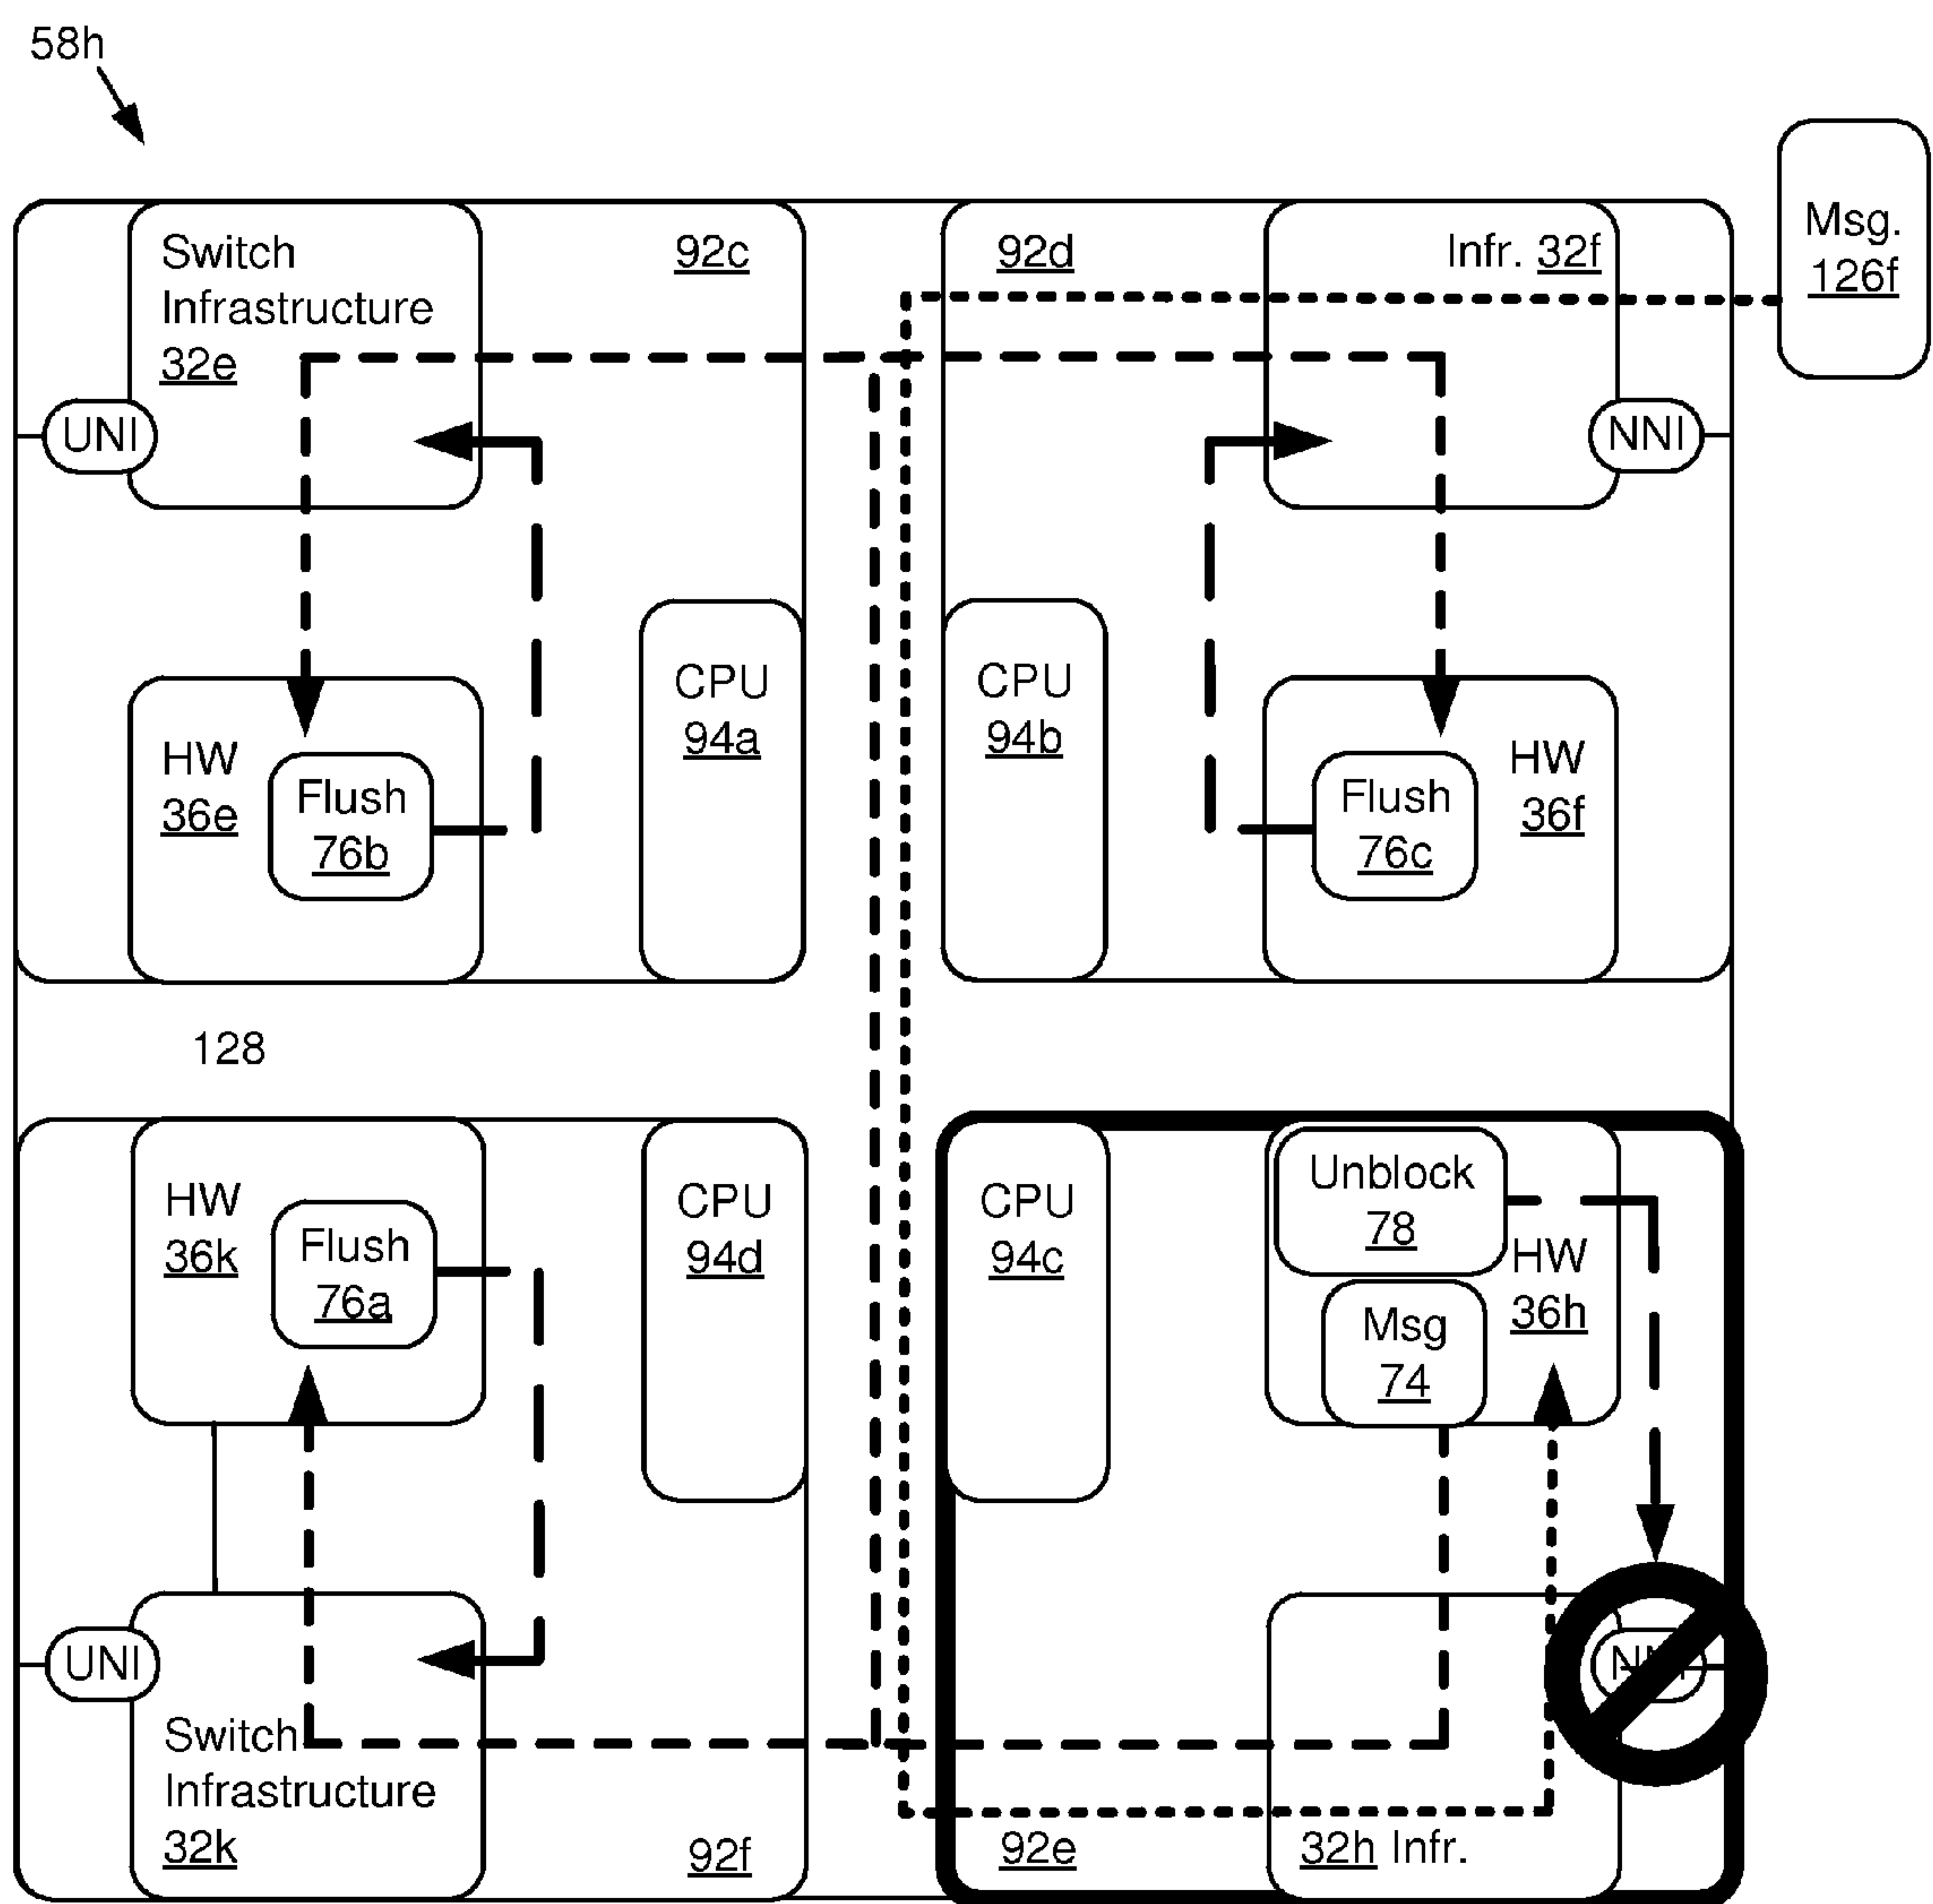 58h
Msg.
126f
Switch
Infrastructure
32e
92c
92d
Infr. 32f
UNI
NNI
CPU
94a
CPU
94b
HW
36e
Flush
76b
Flush
76c
HW
36f
128
HW
36k
Flush
76a
CPU
94d
CPU
94c
Unblock
78
HW
36h
Msg
74
UNI
Switch
Infrastructure
32k
92f
92e
32h Infr.